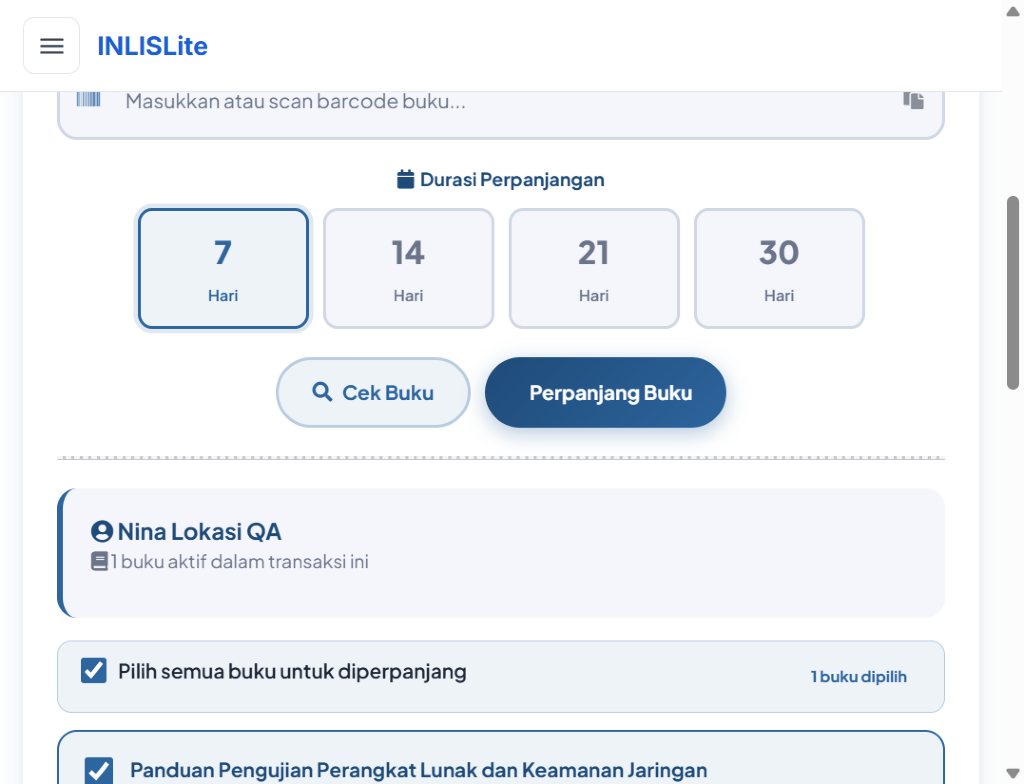 INLISLite
Masukkan atau scan barcode buku...
Durasi Perpanjangan
7
Hari
14
Hari
21
Hari
30
Hari
Cek Buku
Perpanjang Buku
Nina Lokasi QA
1 buku aktif dalam transaksi ini
Pilih semua buku untuk diperpanjang
1 buku dipilih
Panduan Pengujian Perangkat Lunak dan Keamanan Jaringan